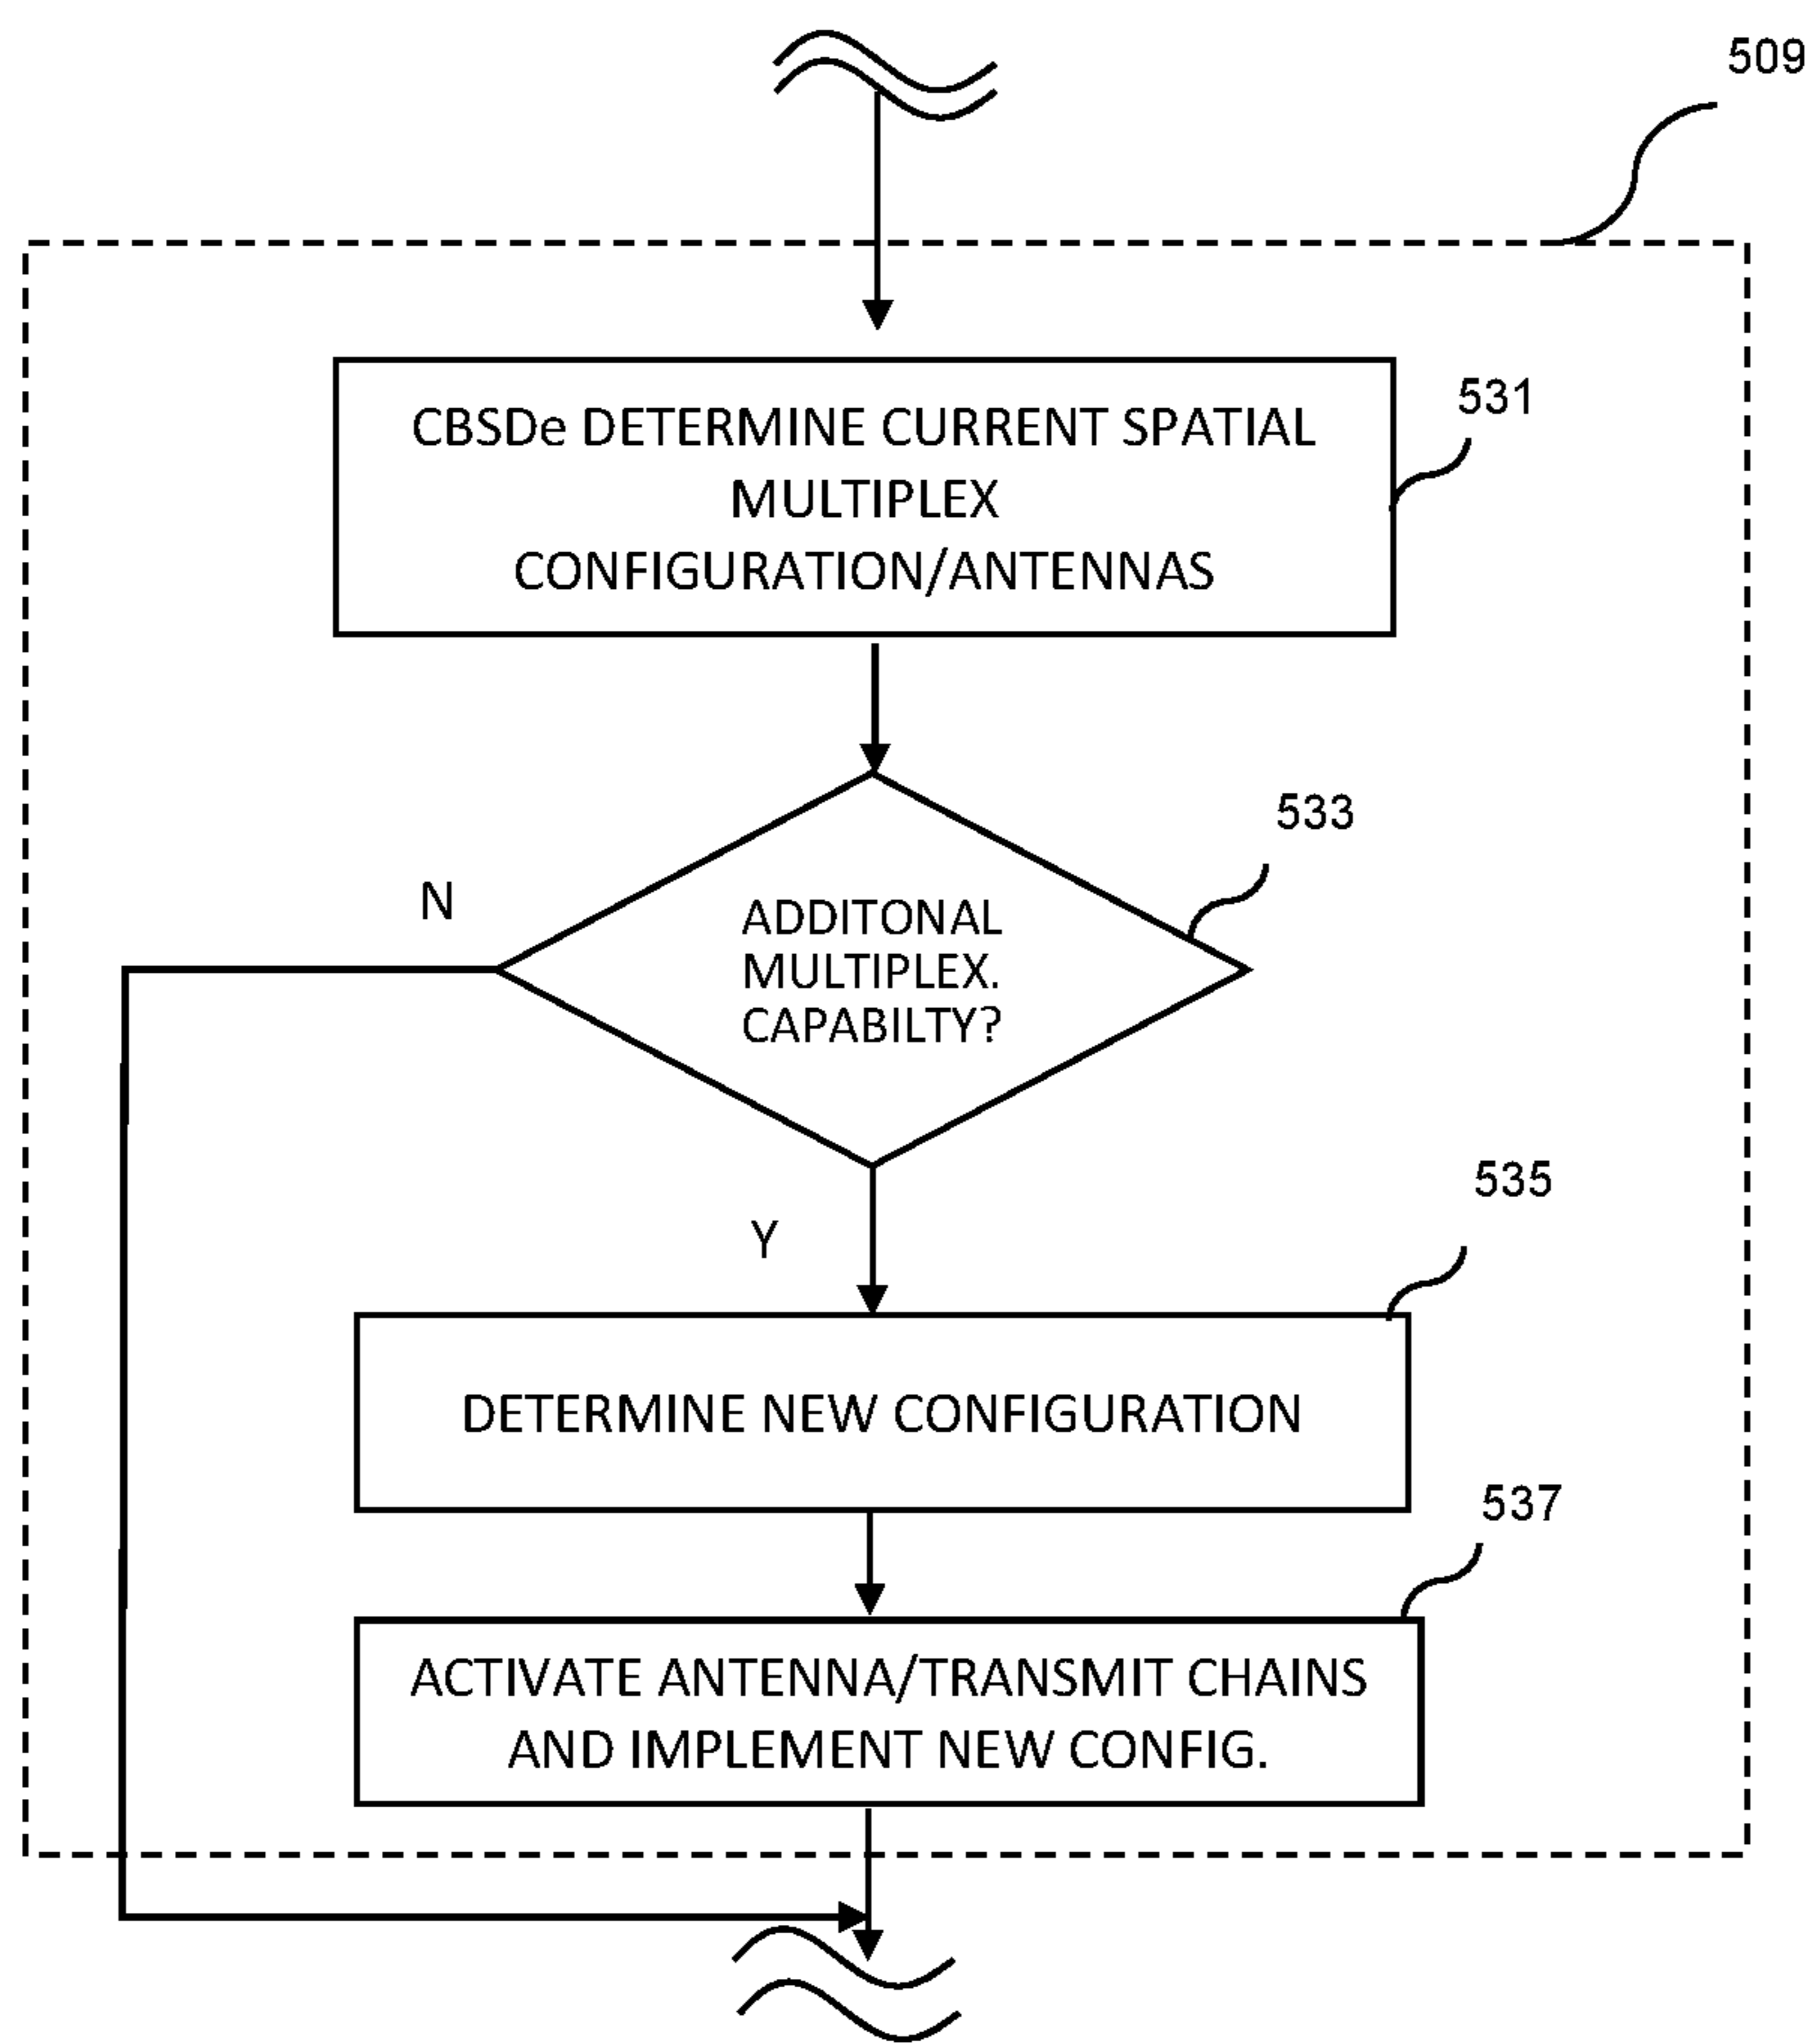 509
CBSDe DETERMINE CURRENT SPATIAL
MULTIPLEX
CONFIGURATION/ANTENNAS
531
533
N
ADDITONAL
MULTIPLEX.
CAPABILTY?
535
Y
DETERMINE NEW CONFIGURATION
537
ACTIVATE ANTENNA/TRANSMIT CHAINS
AND IMPLEMENT NEW CONFIG.